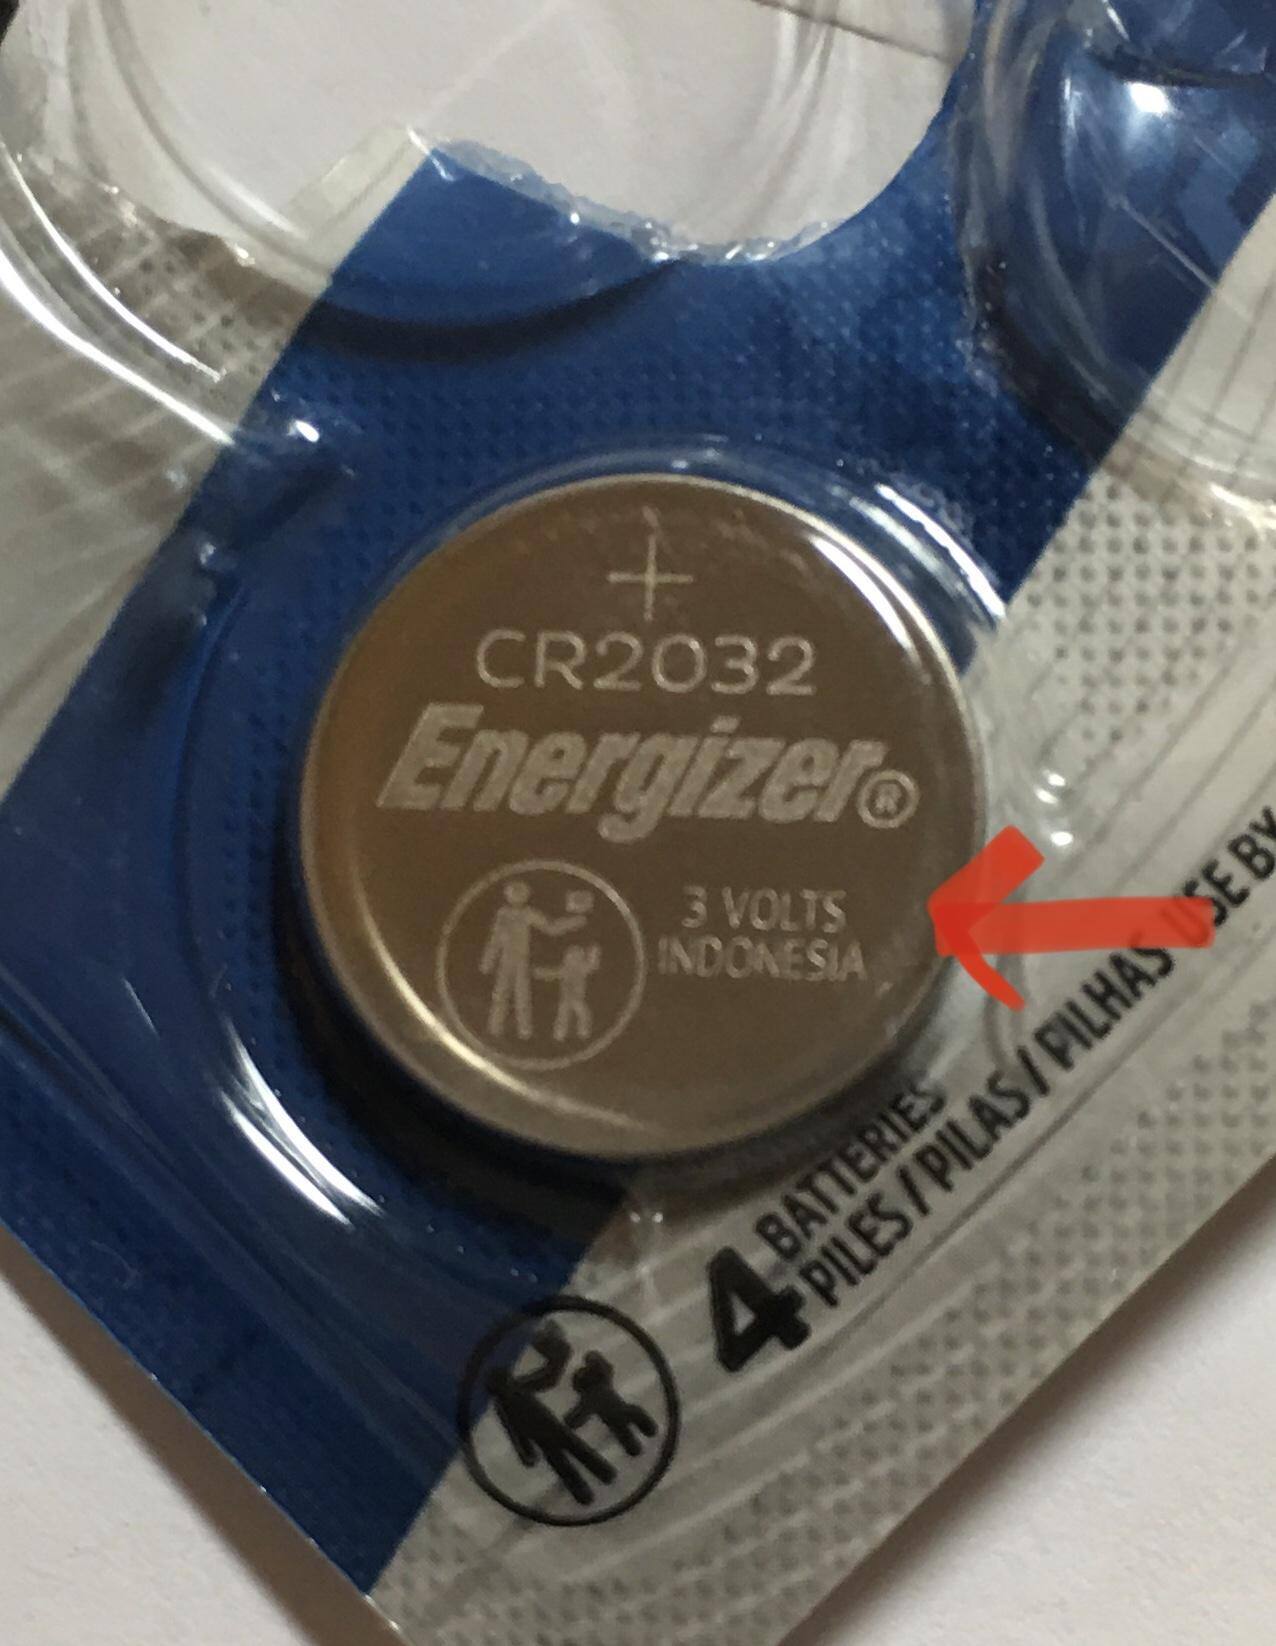 +
CR2032
Energizer®
3 VOLTS
INDONESIA
4
BATTERIES
PILES / PILAS / PILHAS
USE BY